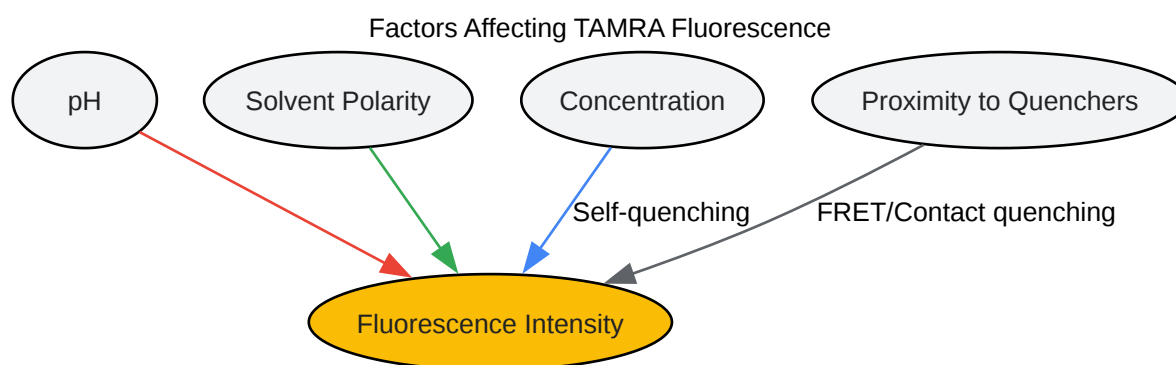 Factors Affecting TAMRA Fluorescence
pH
Solvent Polarity
Concentration
Proximity to Quenchers
Self-quenching
FRET/Contact quenching
Fluorescence Intensity